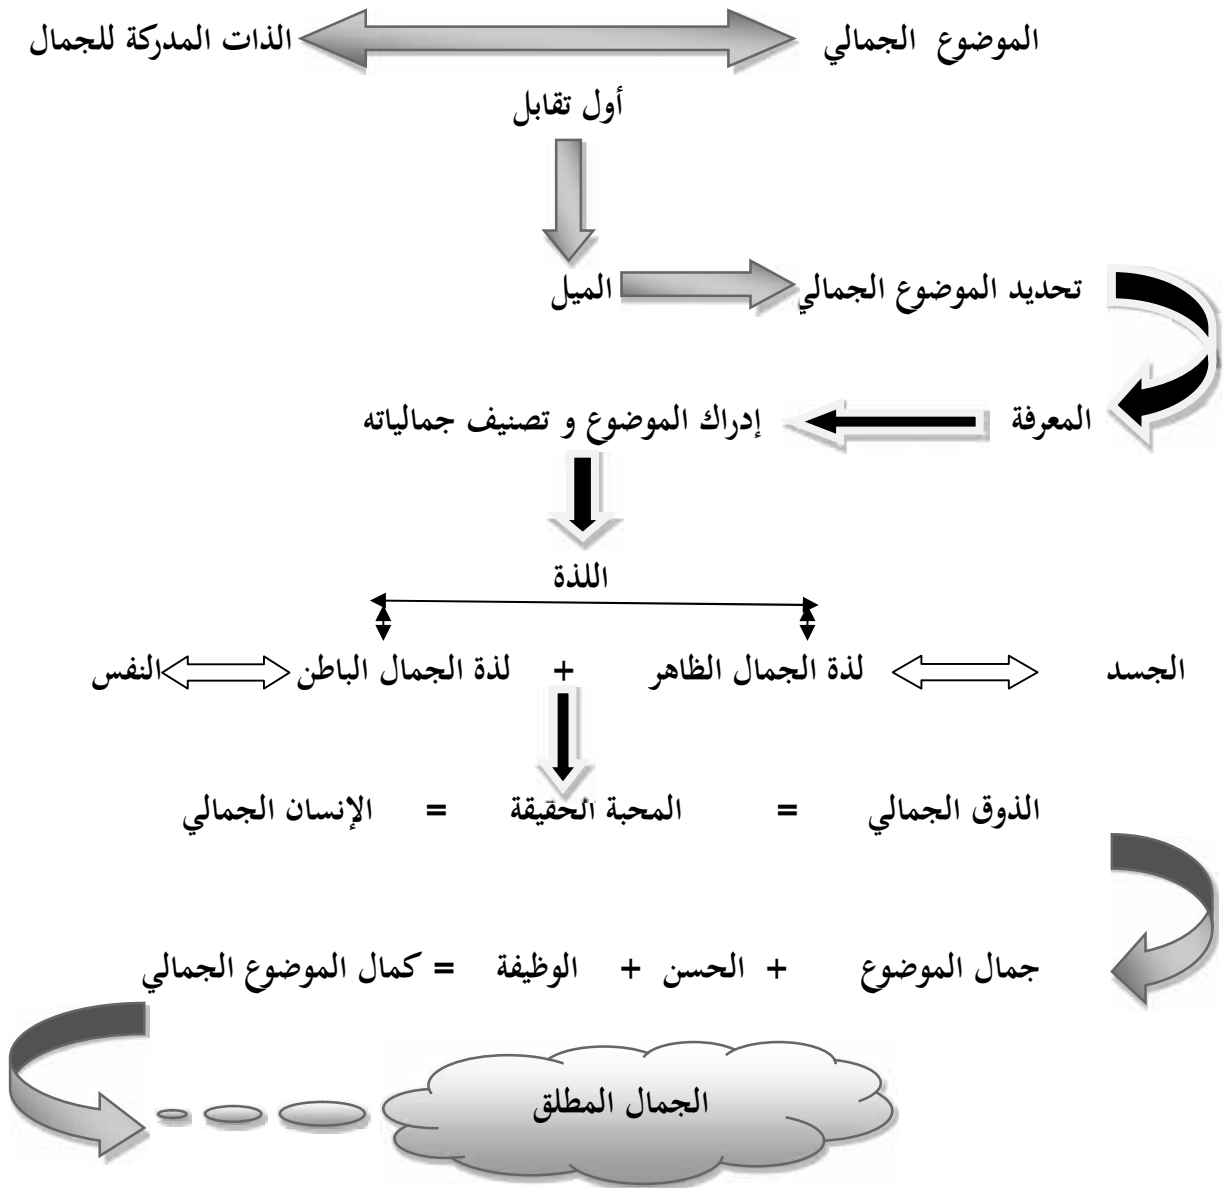 الموضوع الجمالي الذات المدركة للجمال
أول تقابل
الميل تحديد الموضوع الجمالي
المعرفة إدراك الموضوع و تصنيف جمالياته
اللذة
الجسد لذة الجمال الظاهر + لذة الجمال الباطن النفس
الذوق الجمالي = المحبة الحقيقة = الإنسان الجمالي
جمال الموضوع + الحسن + الوظيفة = كمال الموضوع الجمالي
الجمال المطلق